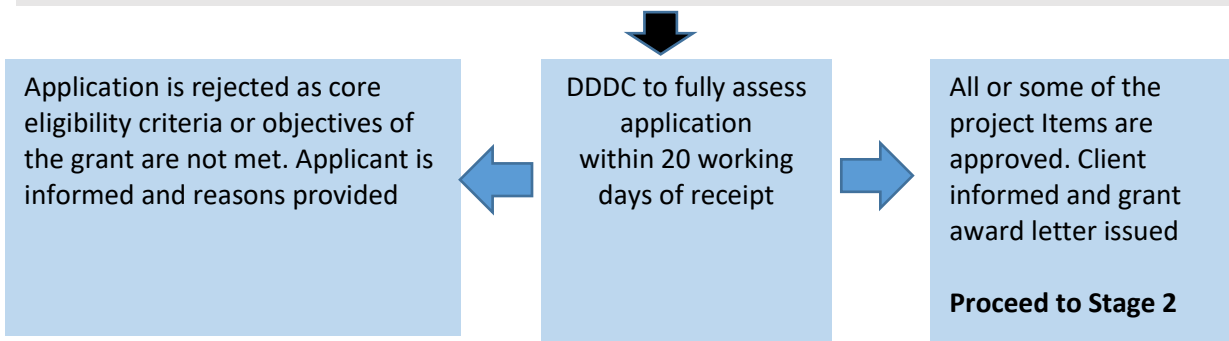 Application is rejected as core
eligibility criteria or objectives of
the grant are not met. Applicant is
informed and reasons provided
DDDC to fully assess
application
within 20 working
days of receipt
All or some of the
project Items are
approved. Client
informed and grant
award letter issued
Proceed to Stage 2